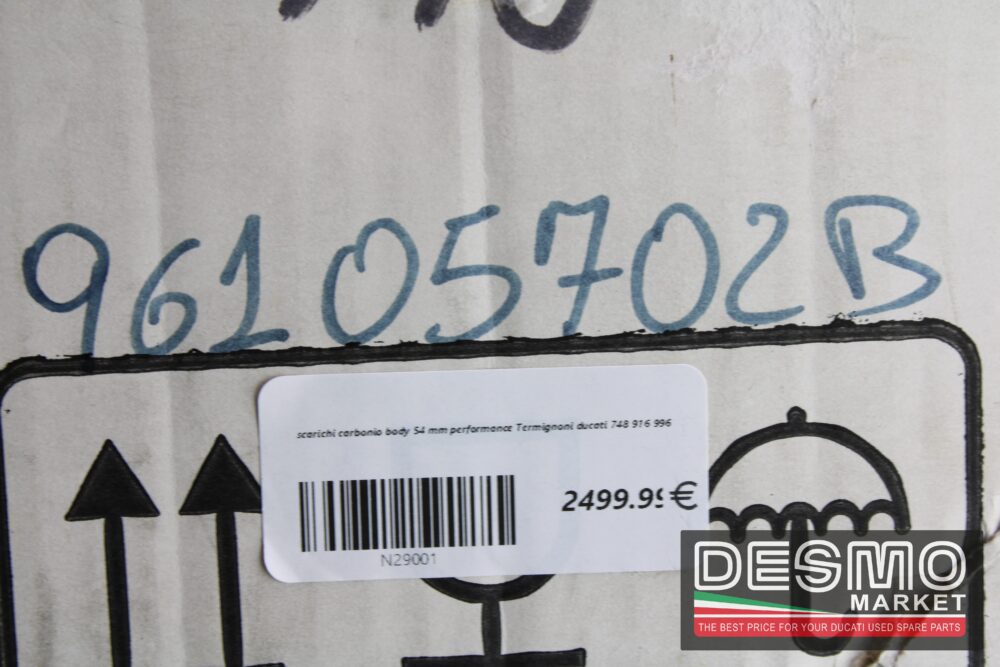 96105702B
scarichi carbonio body 54 mm performance Termignoni ducati 748 916 996
2499.99€
N29001
DESMO
MARKET
THE BEST PRICE FOR YOUR DUCATI USED SPARE PARTS